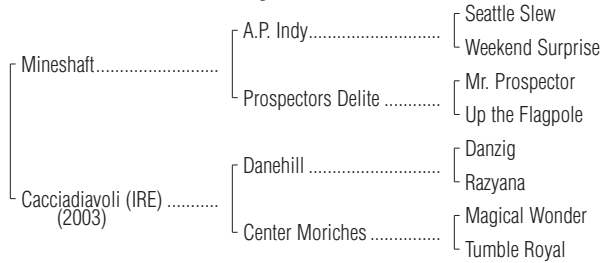 Seattle Slew
A.P. Indy........................
Weekend Surprise
Mineshaft........................
Mr. Prospector
Prospectors Delite ............
Up the Flagpole
Danzig
Danehill ........................
Razyana
Cacciadiavoli (IRE) ...........
(2003)
Magical Wonder
Center Moriches ...............
Tumble Royal